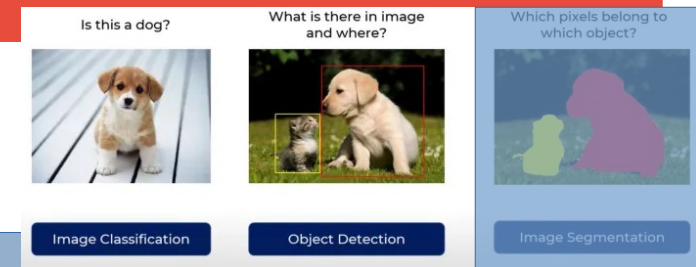 Is this a dog?
What is there in image
and where?
Which pixels belong to
which object?
Image Classification
Object Detection
Image Segmentation